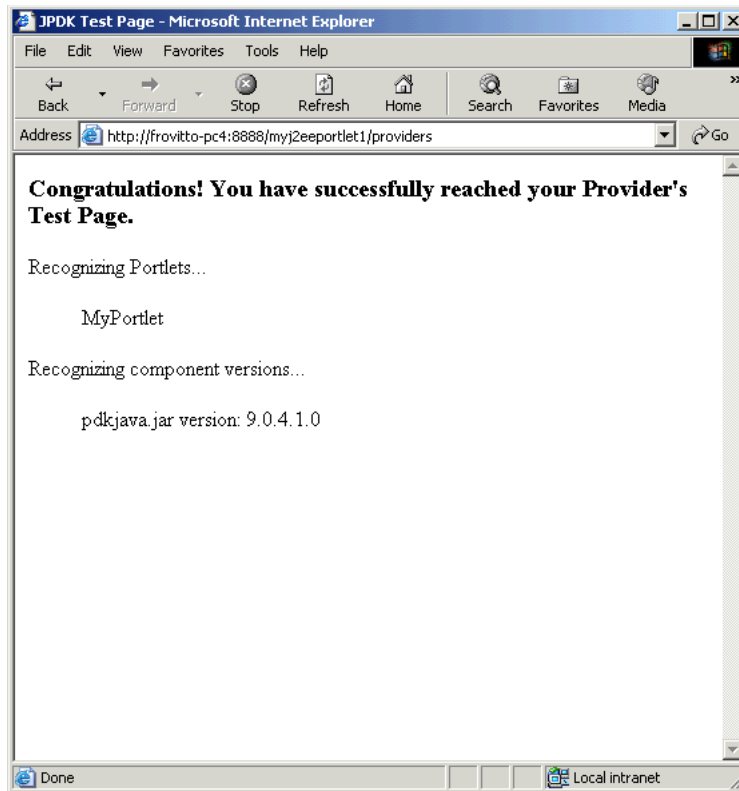 JPDK Test Page - Microsoft Internet Explorer
File Edit View Favorites Tools Help
Back Forward Stop Refresh Home Search Favorites Media »
Address http://frovitto-pc4:8888/myj2eeportlet1/providers Go
Congratulations! You have successfully reached your Provider's
Test Page.
Recognizing Portlets...
MyPortlet
Recognizing component versions...
pdkjava.jar version: 9.0.4.1.0
Done Local intranet